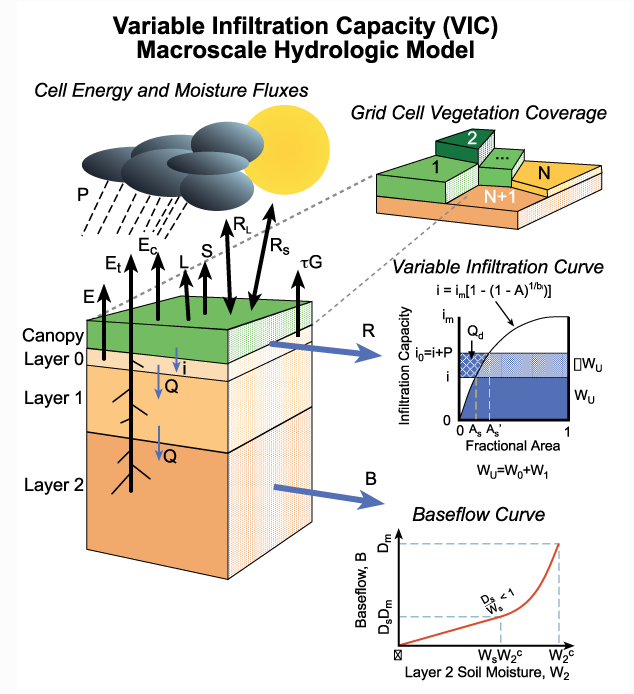 Variable Infiltration Capacity (VIC)
Macroscale Hydrologic Model
Cell Energy and Moisture Fluxes
Grid Cell Vegetation Coverage
P
1
2
...
N
N+1
E
Et
Ec
L
S
RL
Rs
τG
Canopy
Layer 0
Layer 1
Layer 2
i
Q
Q
R
B
Variable Infiltration Curve
i = im[1 - (1 - A)1/bi)]
Infiltration Capacity
im
i0=i+P
i
0
Qd
▯WU
WU
0 As As' 1
Fractional Area
WU=W0+W1
Baseflow Curve
Baseflow, B
Dm
DsDm
Ds/Ws < 1
WsW2c
W2c
Layer 2 Soil Moisture, W2